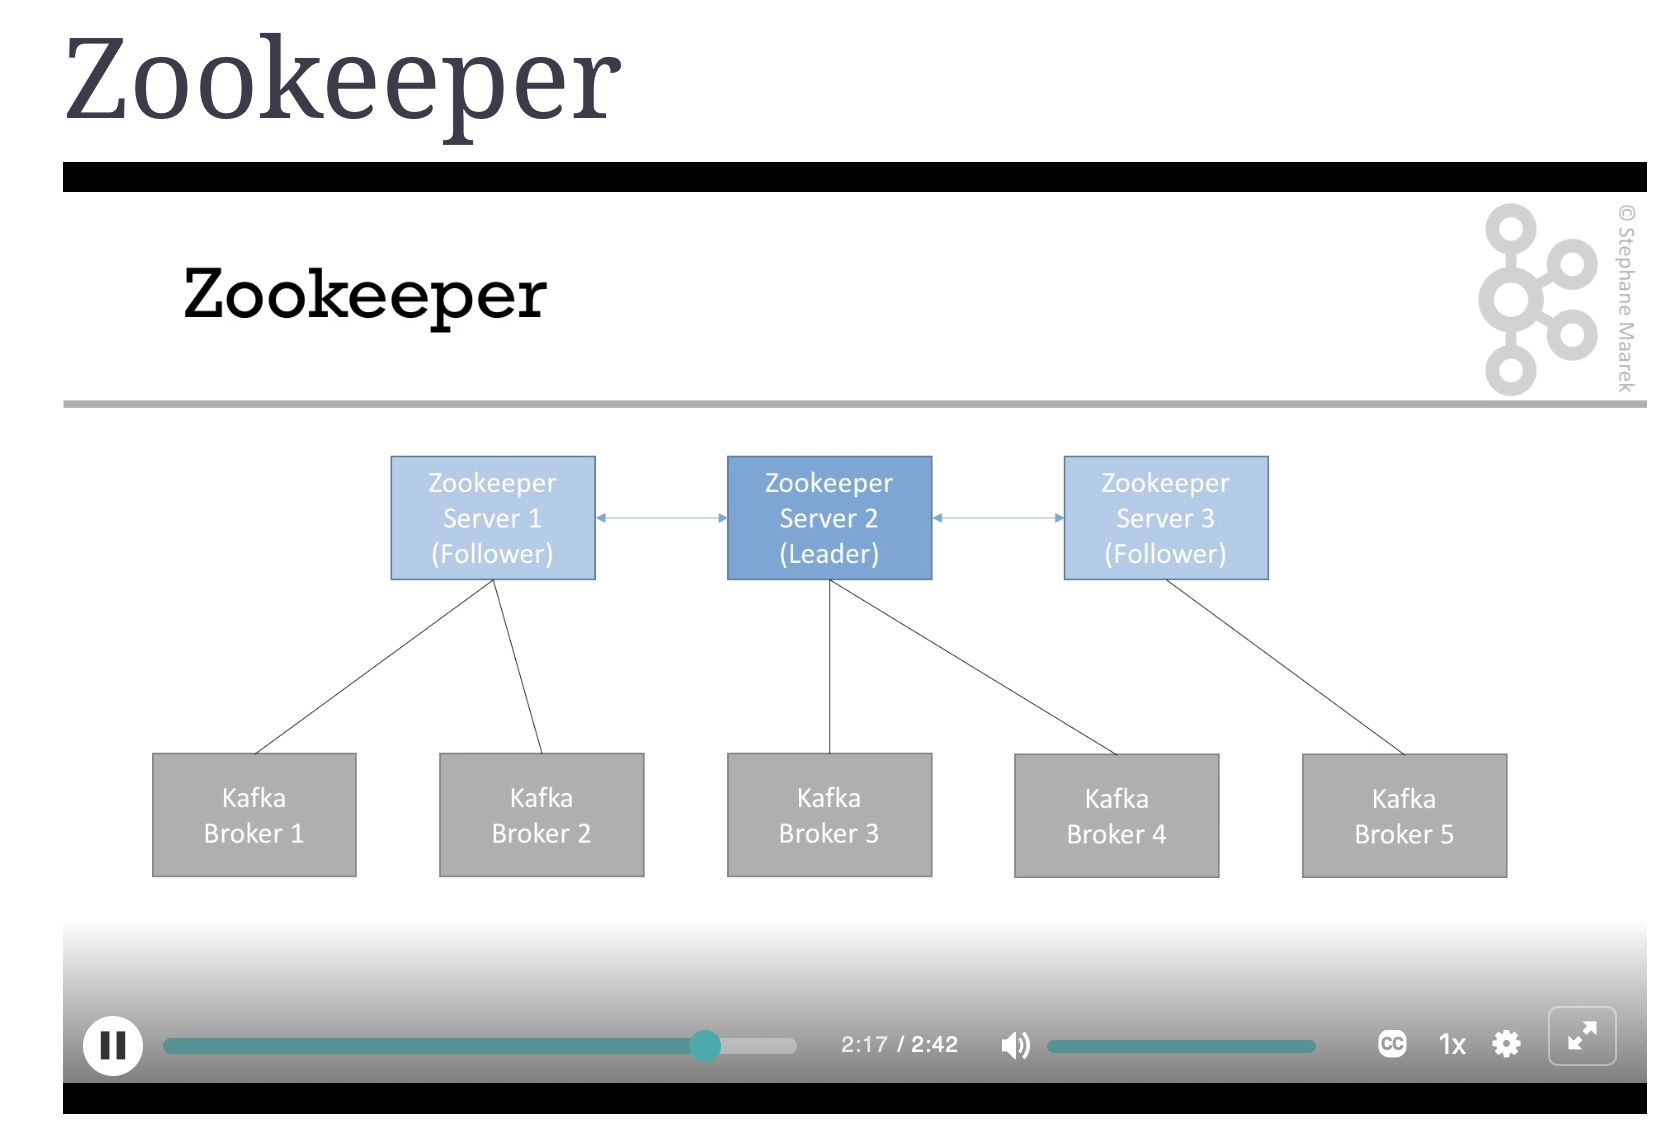 Zookeeper
Zookeeper
© Stephane Maarek
Zookeeper
Server 1
(Follower)
Zookeeper
Server 2
(Leader)
Zookeeper
Server 3
(Follower)
Kafka
Broker 1
Kafka
Broker 2
Kafka
Broker 3
Kafka
Broker 4
Kafka
Broker 5
2:17 / 2:42
CC
1x